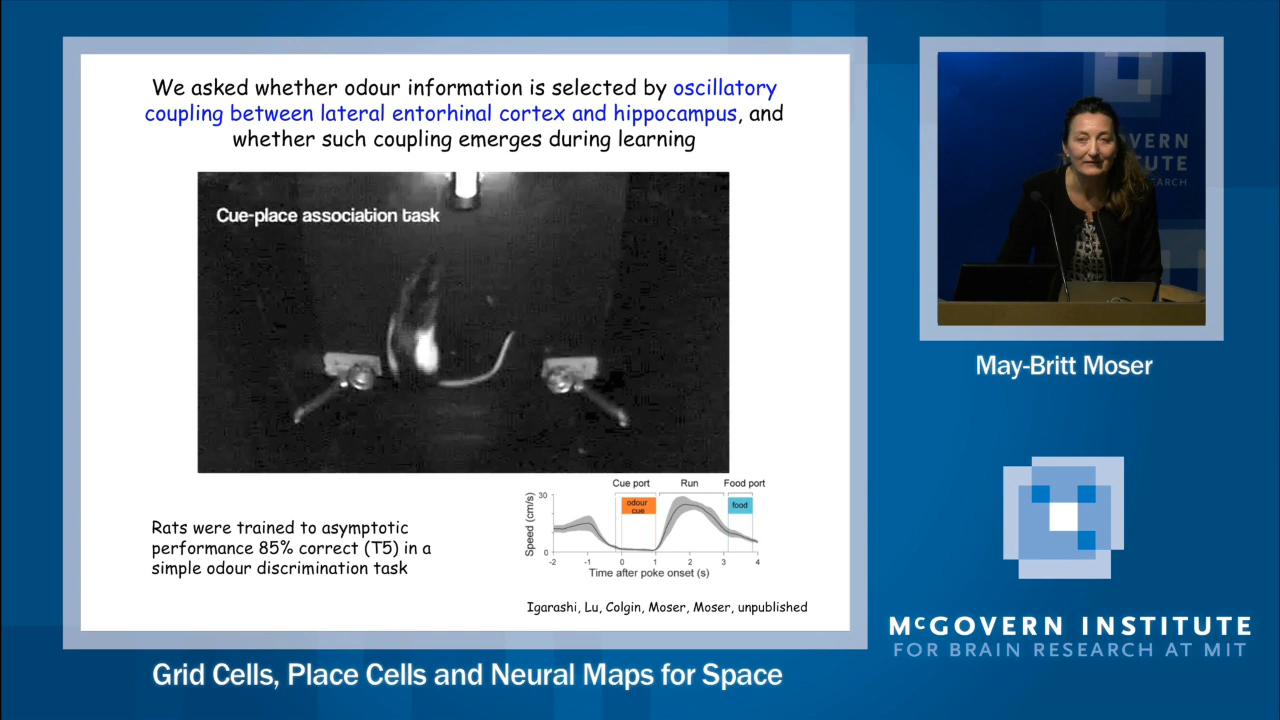 We asked whether odour information is selected by oscillatory
coupling between lateral entorhinal cortex and hippocampus, and
whether such coupling emerges during learning
Cue-place association task
Cue port Run Food port
30
odour
cue
food
Speed (cm/s)
0
-2 -1 0 1 2 3 4
Time after poke onset (s)
Rats were trained to asymptotic
performance 85% correct (T5) in a
simple odour discrimination task
Igarashi, Lu, Colgin, Moser, Moser, unpublished
Grid Cells, Place Cells and Neural Maps for Space
VERN
INSTITUTE
EARCH
May-Britt Moser
McGOVERN INSTITUTE
FOR BRAIN RESEARCH AT MIT